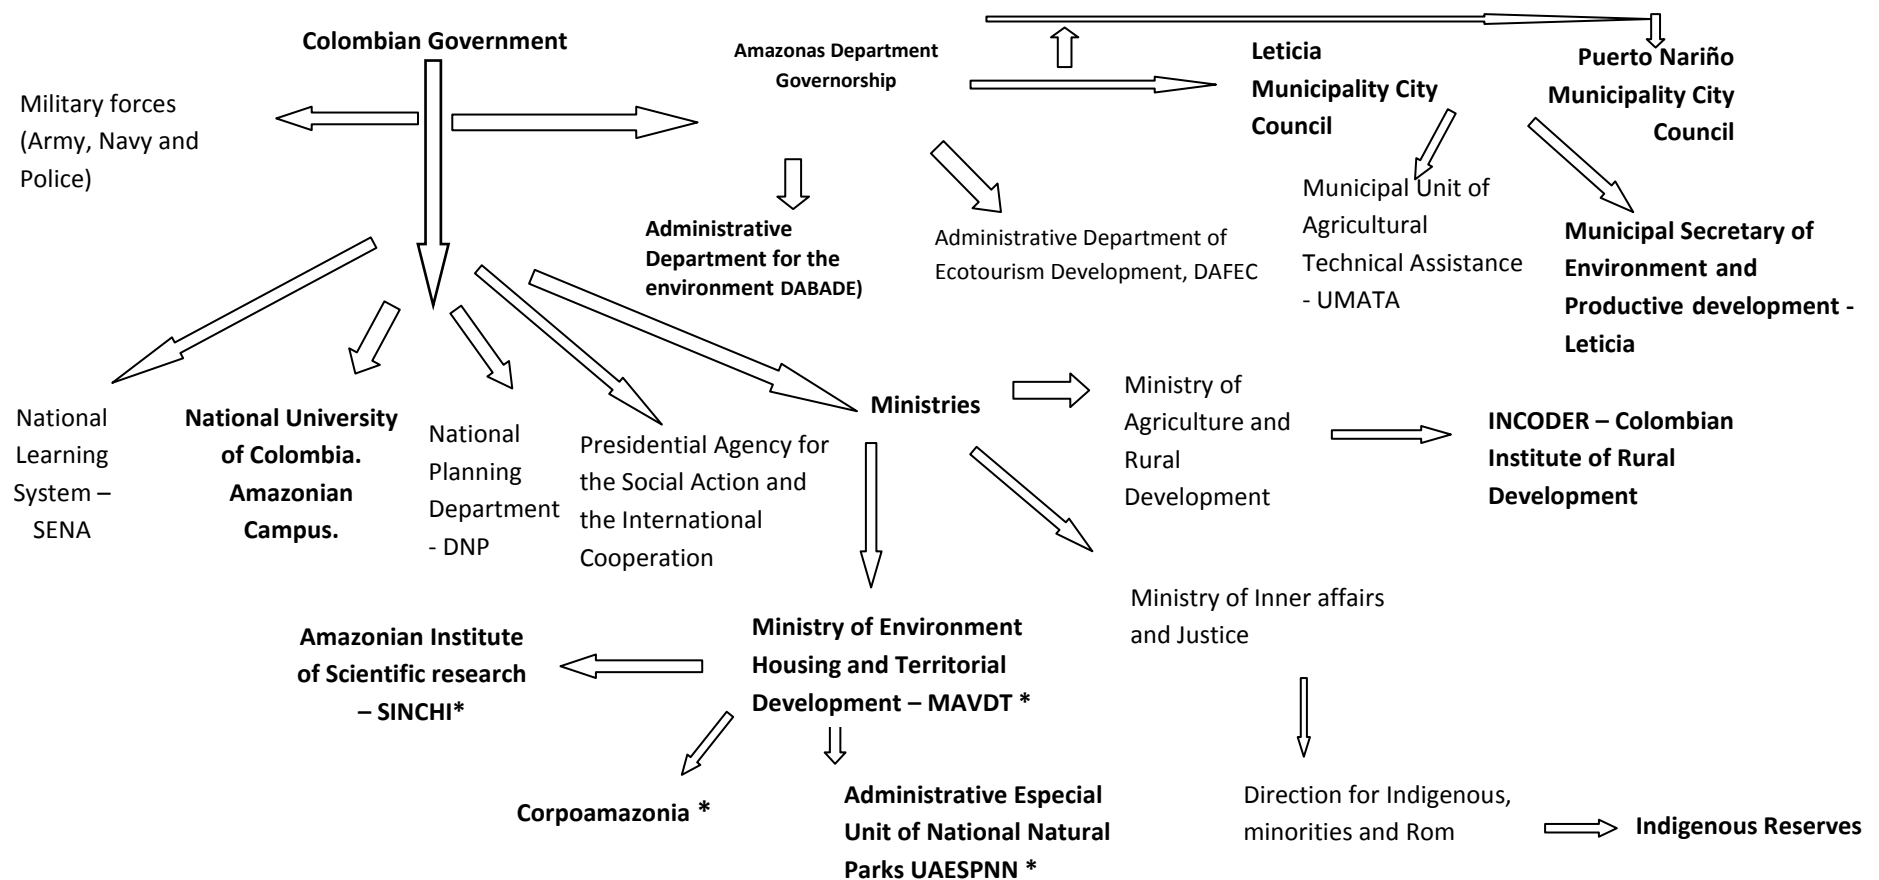 Colombian Government
Amazonas Department
Governorship
Leticia
Municipality City
Council
Puerto Nariño
Municipality City
Council
Military forces
(Army, Navy and
Police)
Administrative
Department for the
environment DABADE)
Administrative Department of
Ecotourism Development, DAFEC
Municipal Unit of
Agricultural
Technical Assistance
- UMATA
Municipal Secretary of
Environment and
Productive development -
Leticia
National
Learning
System –
SENA
National University
of Colombia.
Amazonian
Campus.
National
Planning
Department
- DNP
Presidential Agency for
the Social Action and
the International
Cooperation
Ministries
Ministry of
Agriculture and
Rural
Development
INCODER – Colombian
Institute of Rural
Development
Amazonian Institute
of Scientific research
– SINCHI*
Ministry of Environment
Housing and Territorial
Development – MAVDT *
Ministry of Inner affairs
and Justice
Corpoamazonia *
Administrative Especial
Unit of National Natural
Parks UAESPNN *
Direction for Indigenous,
minorities and Rom
Indigenous Reserves